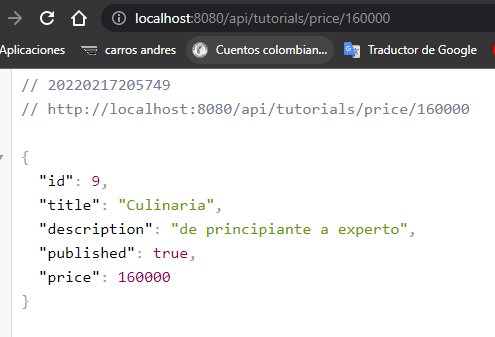 localhost:8080/api/tutorials/price/160000
Aplicaciones carros andres Cuentos colombian... Traductor de Google
// 20220217205749
// http://localhost:8080/api/tutorials/price/160000
{
"id": 9,
"title": "Culinaria",
"description": "de principiante a experto",
"published": true,
"price": 160000
}